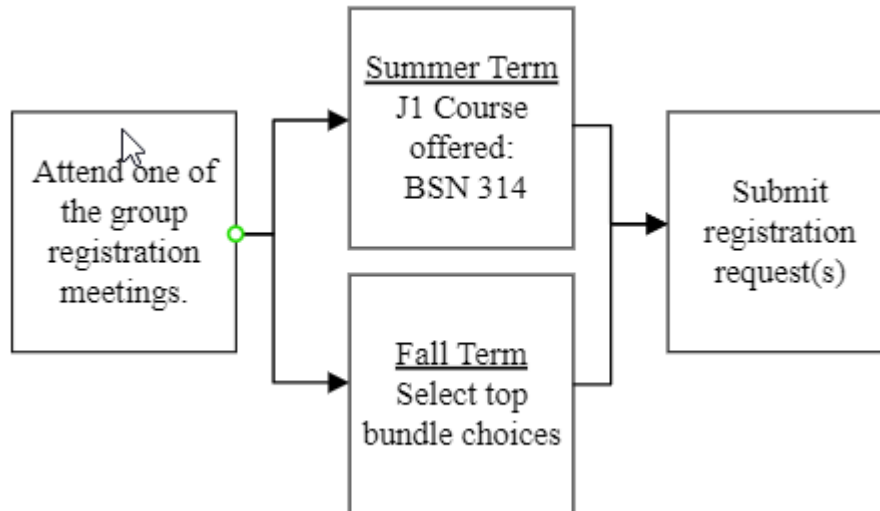 Attend one of
the group
registration
meetings.
Summer Term
J1 Course
offered:
BSN 314
Fall Term
Select top
bundle choices
Submit
registration
request(s)